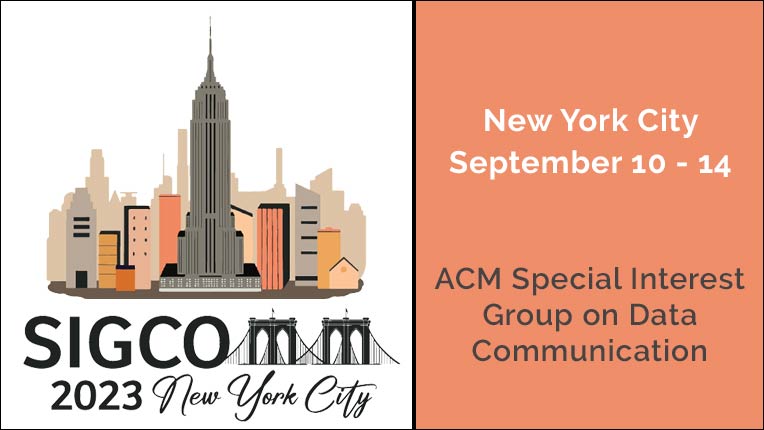 SIGCO
2023 New York City
New York City
September 10 - 14
ACM Special Interest
Group on Data
Communication